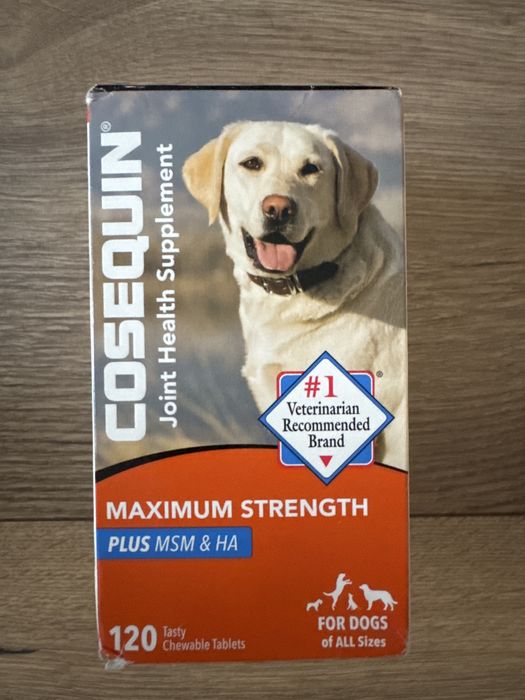 COSEQUIN®
Joint Health Supplement
#1
Veterinarian
Recommended
Brand
®
MAXIMUM STRENGTH
PLUS MSM & HA
120 Tasty
Chewable Tablets
FOR DOGS
of ALL Sizes